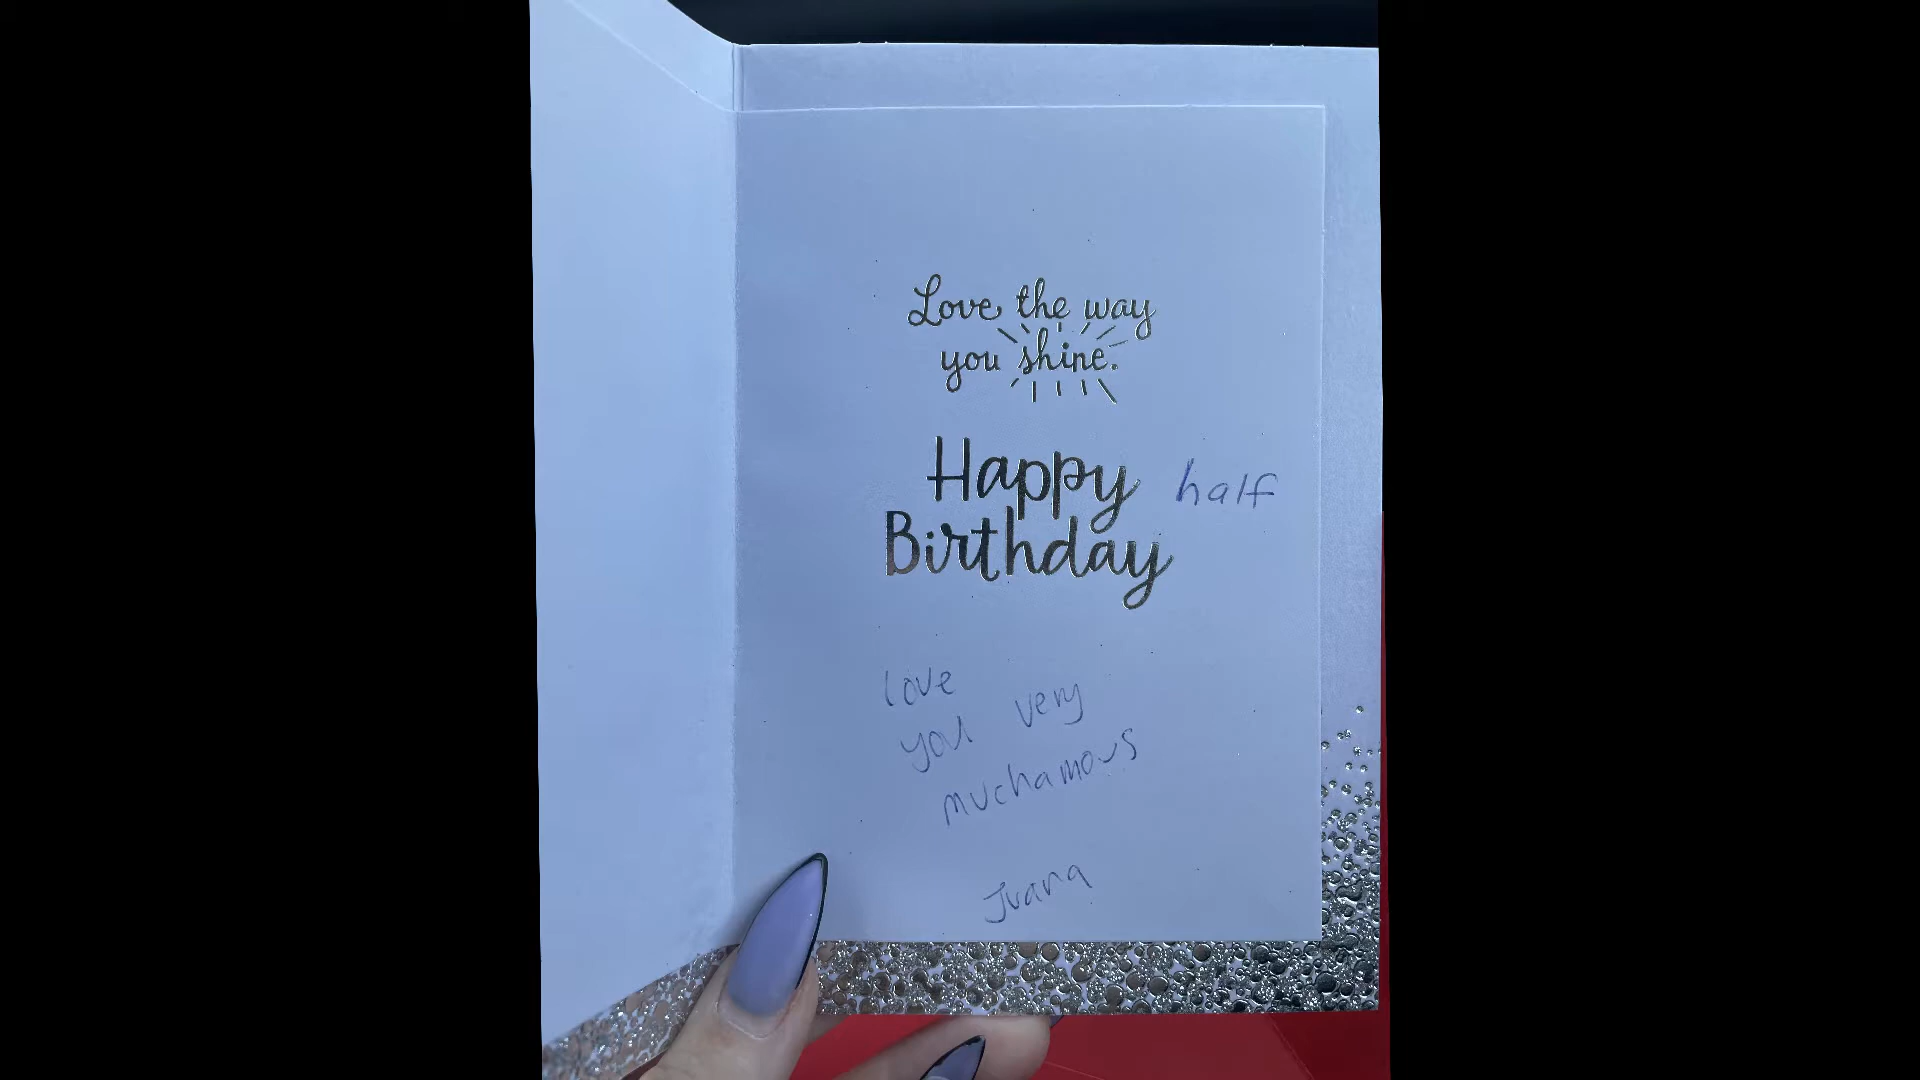 Love the way
you shine.
Happy half
Birthday
love
you very
muchamous
Juana